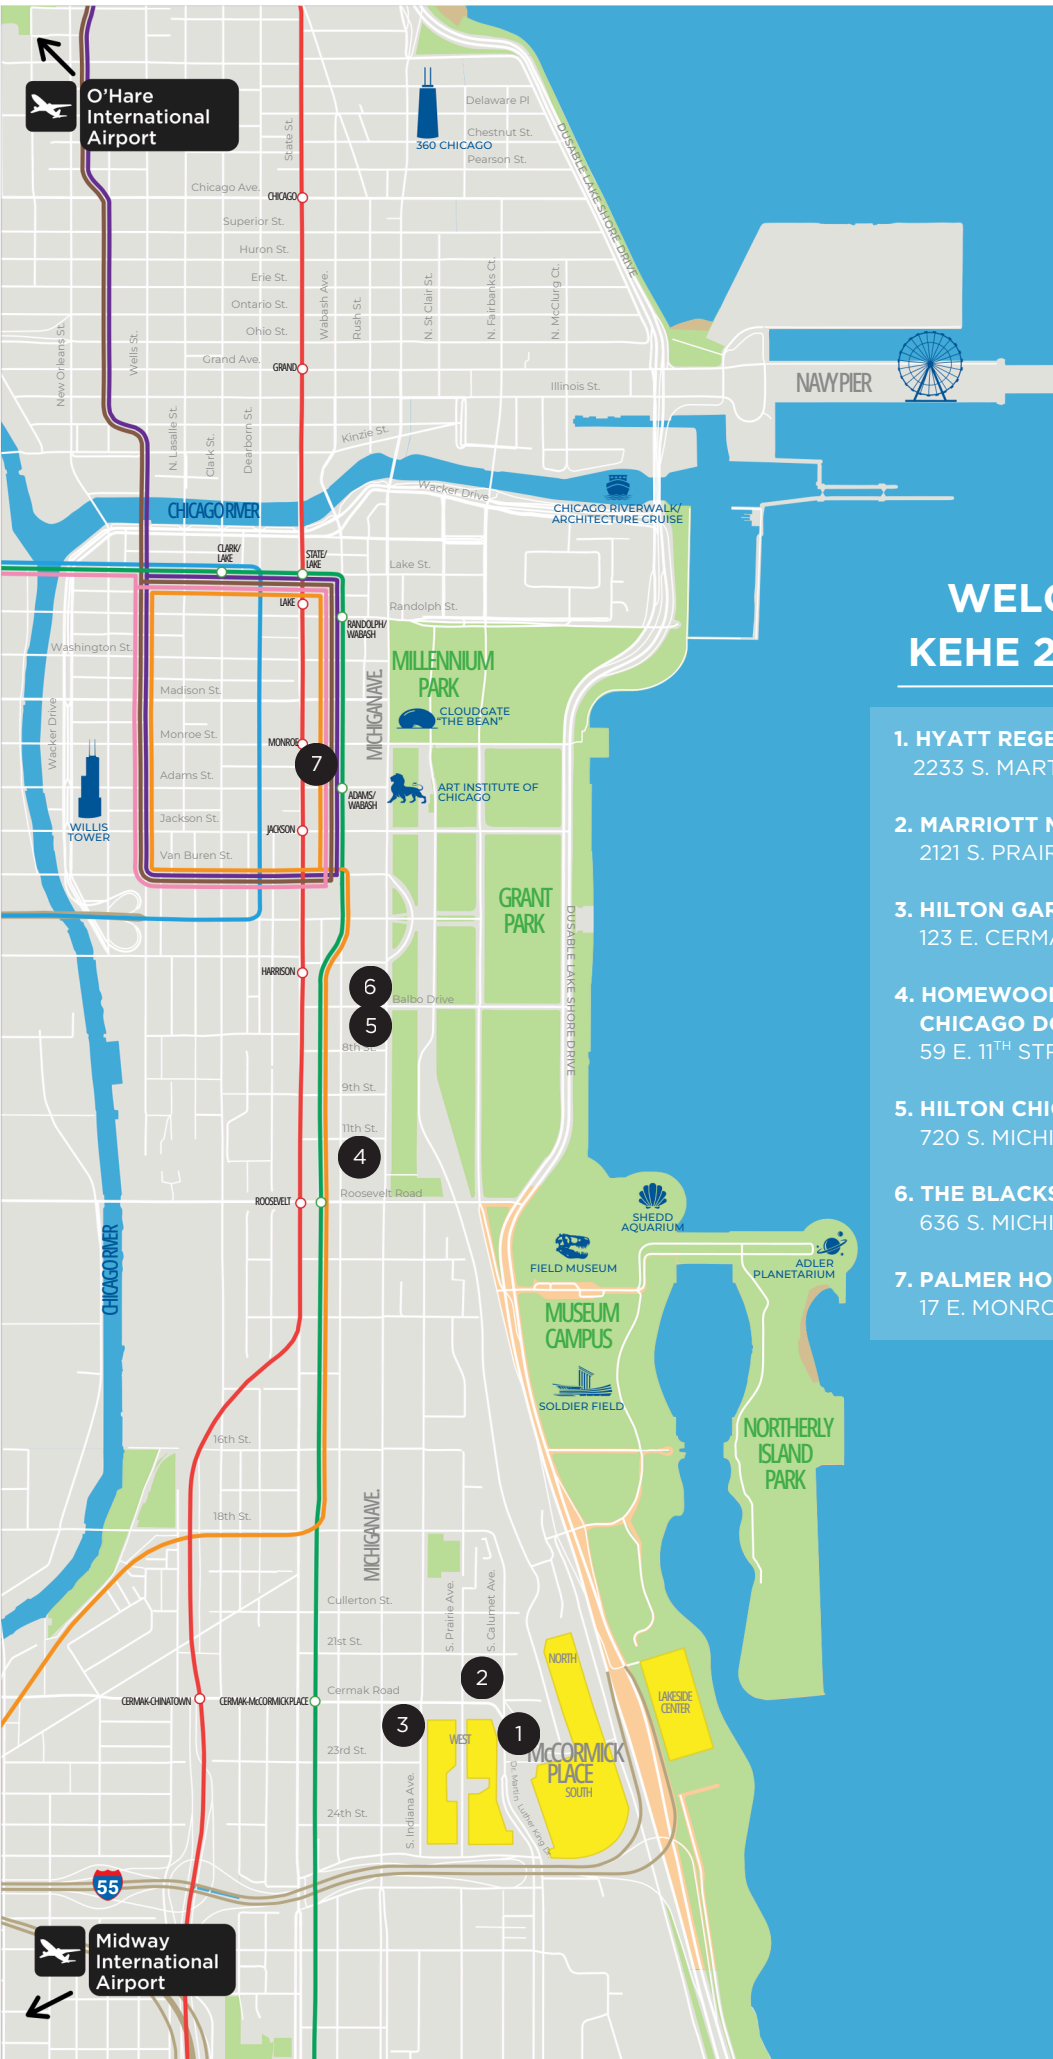 O'Hare
International
Airport
State St.
Delaware Pl
Chestnut St.
360 CHICAGO
Pearson St.
DUSABLE LAKE SHORE DRIVE
Chicago Ave.
CHICAGO
Superior St.
Huron St.
Erie St.
Ontario St.
Ohio St.
Wabash Ave.
Rush St.
N. St Clair St.
N. Fairbanks Ct.
N. McClurg Ct.
New Orleans St.
Wells St.
Grand Ave.
GRAND
Illinois St.
NAVY PIER
N. Lasalle St.
Clark St.
Dearborn St.
Kinzie St.
Wacker Drive
CHICAGO RIVER
CHICAGO RIVERWALK/
ARCHITECTURE CRUISE
CLARK/
LAKE
STATE/
LAKE
Lake St.
LAKE
Randolph St.
RANDOLPH/
WABASH
Washington St.
MILLENNIUM
PARK
Madison St.
MICHIGAN AVE.
CLOUDGATE
"THE BEAN"
Wacker Drive
Monroe St.
MONROE
7
Adams St.
ADAMS/
WABASH
ART INSTITUTE OF
CHICAGO
Jackson St.
JACKSON
WILLIS
TOWER
Van Buren St.
GRANT
PARK
DUSABLE LAKE SHORE DRIVE
HARRISON
6
Balbo Drive
5
8th St.
9th St.
11th St.
4
Roosevelt Road
ROOSEVELT
CHICAGO RIVER
SHEDD
AQUARIUM
FIELD MUSEUM
ADLER
PLANETARIUM
MUSEUM
CAMPUS
SOLDIER FIELD
NORTHERLY
ISLAND
PARK
16th St.
18th St.
MICHIGAN AVE.
Cullerton St.
S. Prairie Ave.
S. Calumet Ave.
21st St.
2
NORTH
Cermak Road
CERMAK-CHINATOWN
CERMAK-McCORMICK PLACE
LAKESIDE
CENTER
3
WEST
1
McCORMICK
PLACE
SOUTH
23rd St.
24th St.
S. Indiana Ave.
Dr. Martin Luther King Dr
55
Midway
International
Airport
WELC
KEHE 2
1. HYATT REGE
2233 S. MART
2. MARRIOTT M
2121 S. PRAIR
3. HILTON GAR
123 E. CERMA
4. HOMEWOOD
CHICAGO DO
59 E. 11TH STR
5. HILTON CHIC
720 S. MICHI
6. THE BLACKS
636 S. MICHI
7. PALMER HO
17 E. MONRO